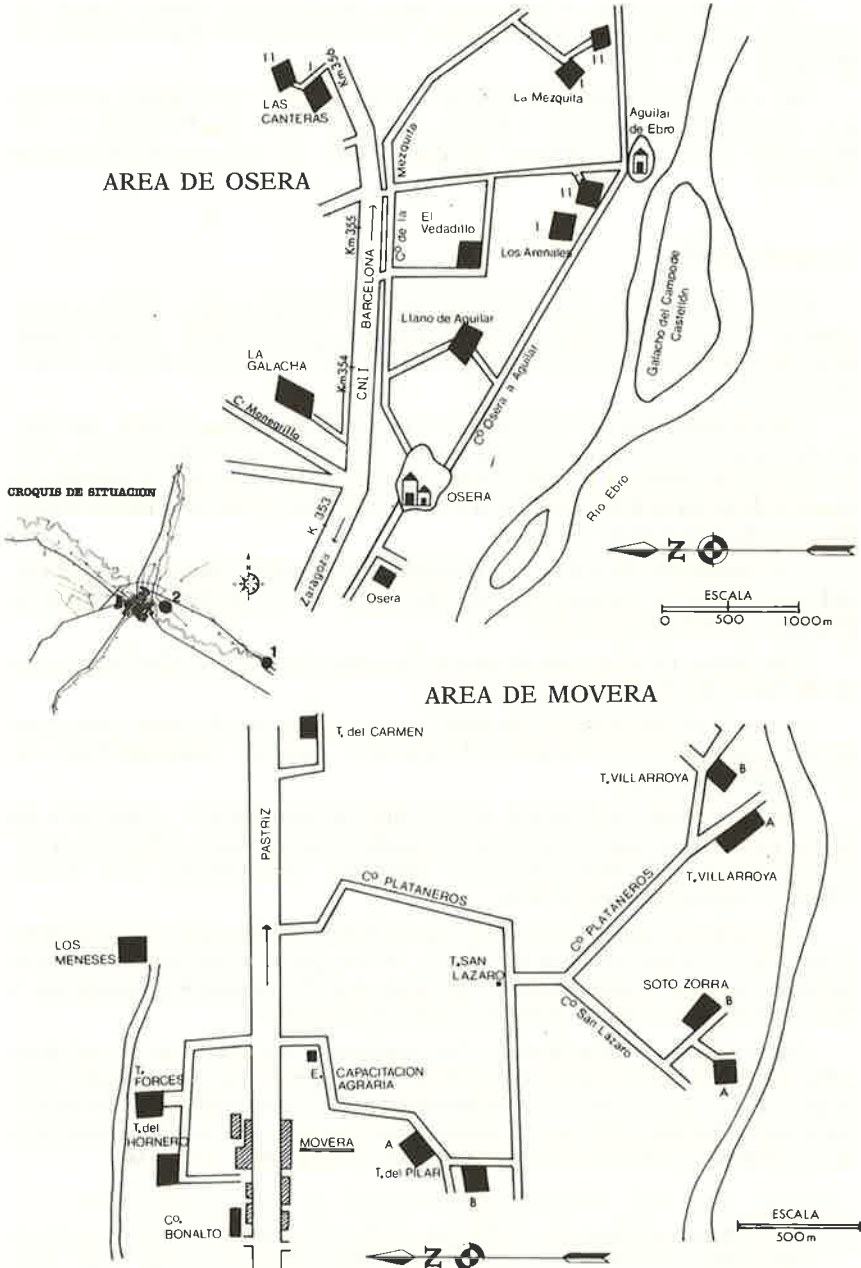 II
I
LAS
CANTERAS
Km 356
La Mezquita
I
II
Aguilar
de Ebro
AREA DE OSERA
Cº de la Mezquita
El
Vedadillo
II
I
Los Arenales
Km 355
BARCELONA
CN II
Llano de Aguilar
Km 354
LA
GALACHA
C. Monegrillo
Cº Osera a Aguilar
Galacho del Campo de
Castellón
OSERA
Rio Ebro
K. 353
Zaragoza
Osera
N
ESCALA
0 500 1000m
CROQUIS DE SITUACION
N
2
1
AREA DE MOVERA
T. del CARMEN
PASTRIZ
T. VILLARROYA
B
A
T. VILLARROYA
Cº PLATANEROS
Cº PLATANEROS
LOS
MENESES
T. SAN
LAZARO
SOTO ZORRA
B
A
Cº San Lazaro
E. CAPACITACION
AGRARIA
T.
FORCES
T. del
HORNERO
MOVERA
A
T. del PILAR
B
Cº.
BONALTO
N
ESCALA
500m